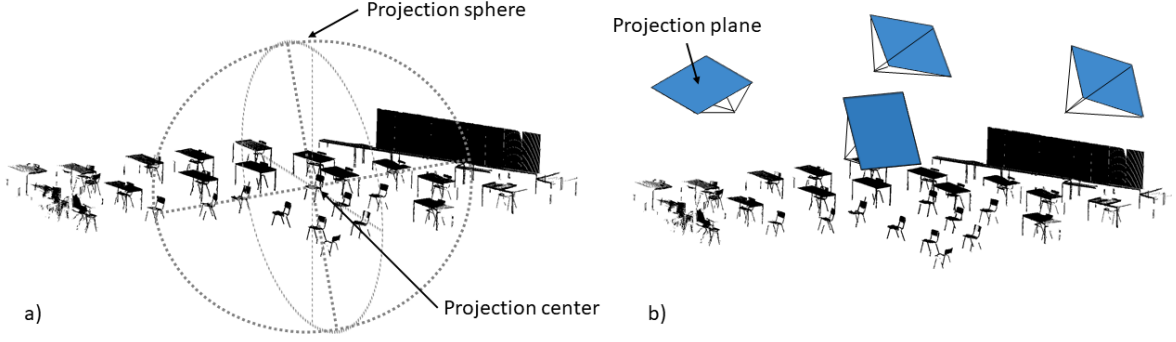 Projection sphere
Projection center
a)
Projection plane
b)